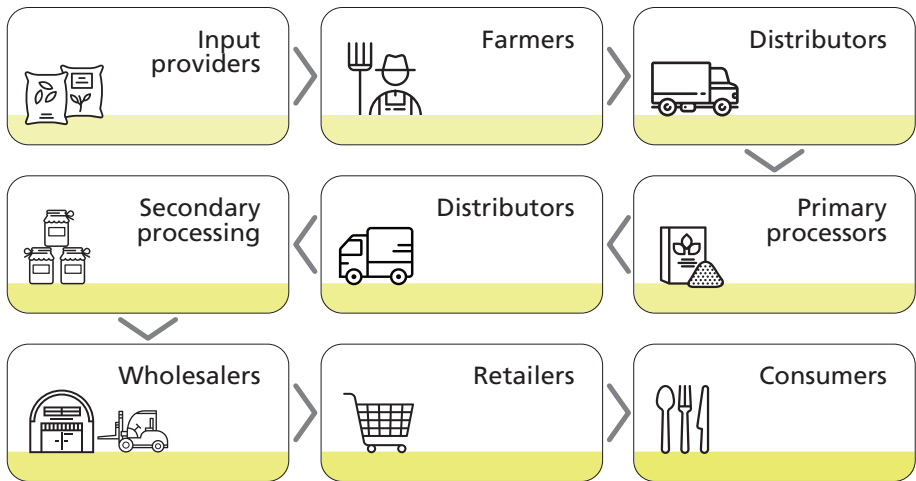 Input
providers
Farmers
Distributors
Secondary
processing
Distributors
Primary
processors
Wholesalers
Retailers
Consumers